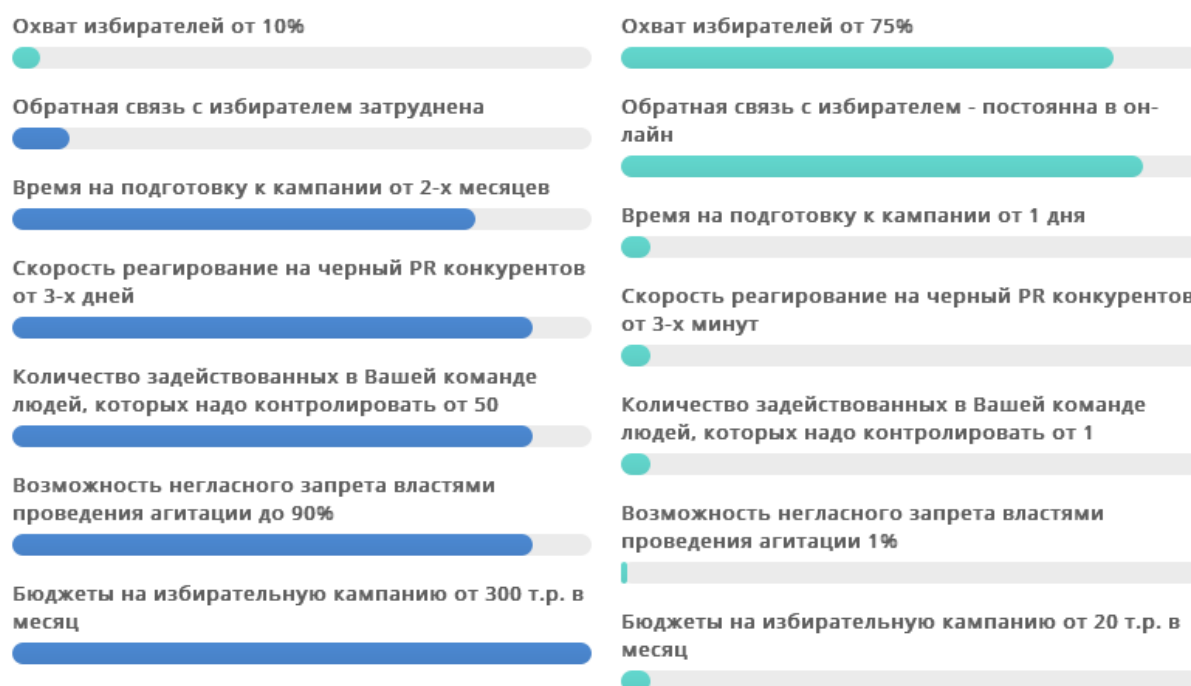 Охват избирателей от 10%
Обратная связь с избирателем затруднена
Время на подготовку к кампании от 2-х месяцев
Скорость реагирование на черный PR конкурентов
от 3-х дней
Количество задействованных в Вашей команде
людей, которых надо контролировать от 50
Возможность негласного запрета властями
проведения агитации до 90%
Бюджеты на избирательную кампанию от 300 т.р. в
месяц
Охват избирателей от 75%
Обратная связь с избирателем - постоянна в он-
лайн
Время на подготовку к кампании от 1 дня
Скорость реагирование на черный PR конкурентов
от 3-х минут
Количество задействованных в Вашей команде
людей, которых надо контролировать от 1
Возможность негласного запрета властями
проведения агитации 1%
Бюджеты на избирательную кампанию от 20 т.р. в
месяц